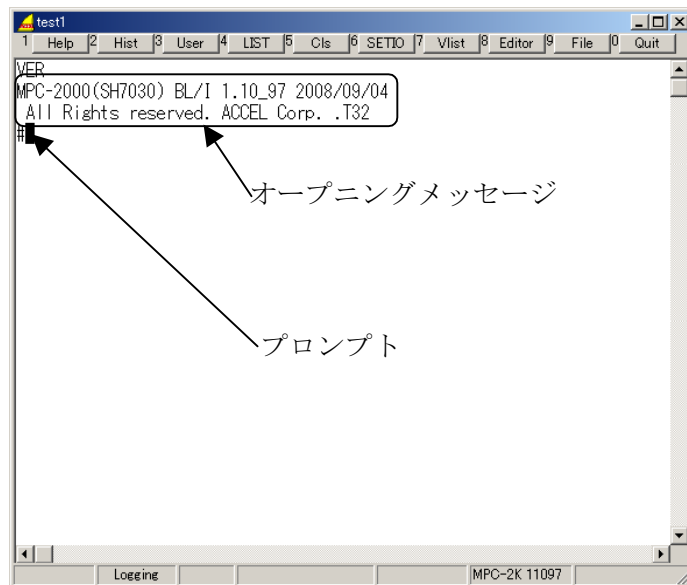 test1
1 Help 2 Hist 3 User 4 LIST 5 Cls 6 SETIO 7 Vlist 8 Editor 9 File 0 Quit
VER
MPC-2000(SH7030) BL/I 1.10_97 2008/09/04
All Rights reserved. ACCEL Corp. .T32
#
オープニングメッセージ
プロンプト
Logging MPC-2K 11097